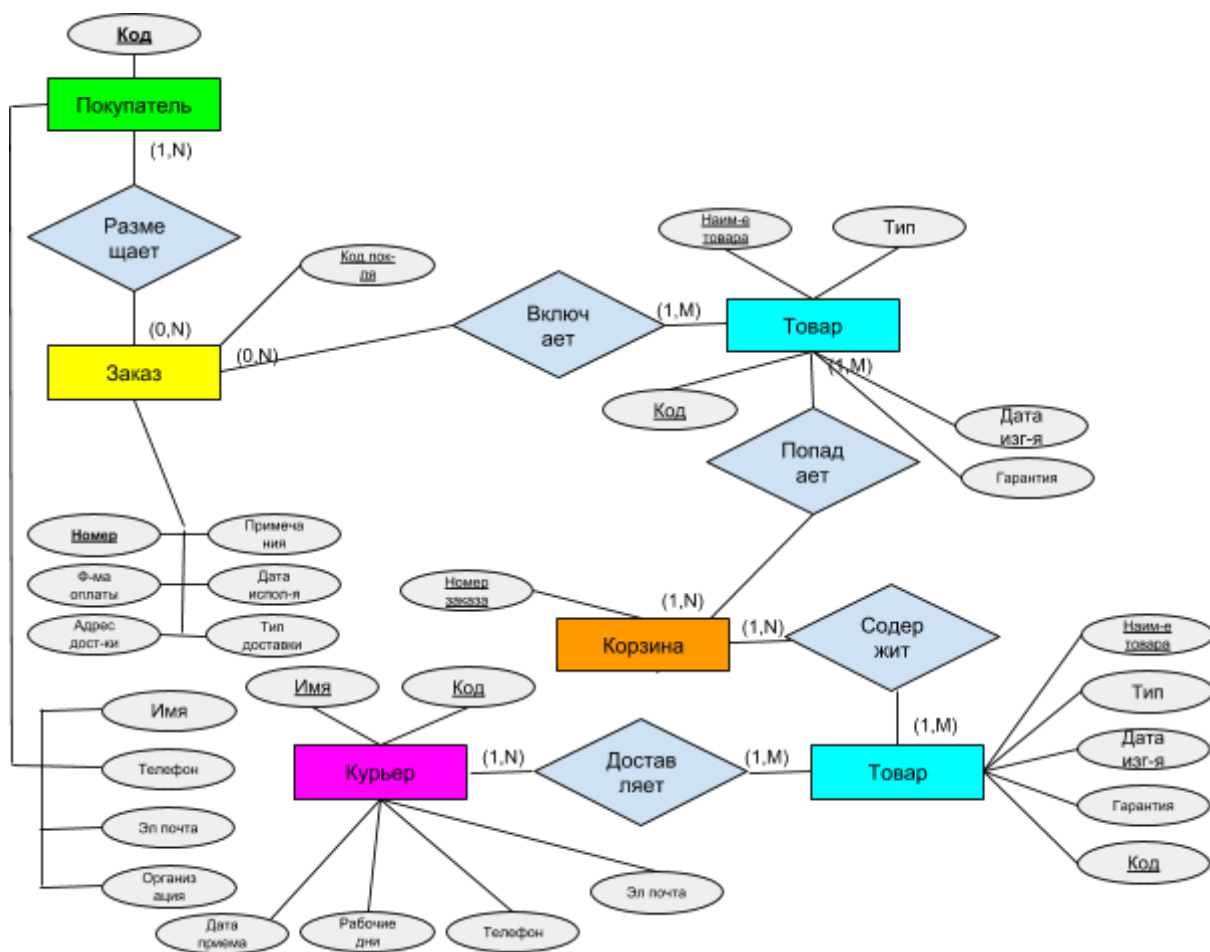 Код
Покупатель
(1,N)
Разме
щает
Код пок-
ля
(0,N)
Заказ
(0,N)
Включ
ает
(1,M)
Наим-е
товара
Тип
Товар
(1,M)
Код
Дата
изг-я
Гарантия
Попад
ает
Номер
Примеча
ния
Ф-ма
оплаты
Дата
испол-я
Адрес
дост-ки
Тип
доставки
Номер
заказа
(1,N)
Корзина
(1,N)
Содер
жит
(1,M)
Наим-е
товара
Тип
Дата
изг-я
Гарантия
Код
Товар
(1,M)
Достав
ляет
(1,N)
Курьер
Имя
Код
Имя
Телефон
Эл почта
Организ
ация
Дата
приема
Рабочие
дни
Телефон
Эл почта